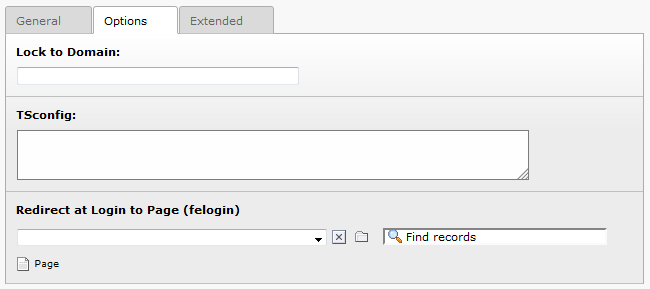 General Options Extended
Lock to Domain:
TSconfig:
Redirect at Login to Page (felogin)
Find records
Page